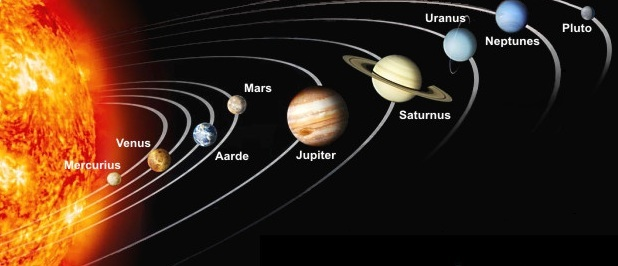 Mercurius
Venus
Aarde
Mars
Jupiter
Saturnus
Uranus
Neptunes
Pluto